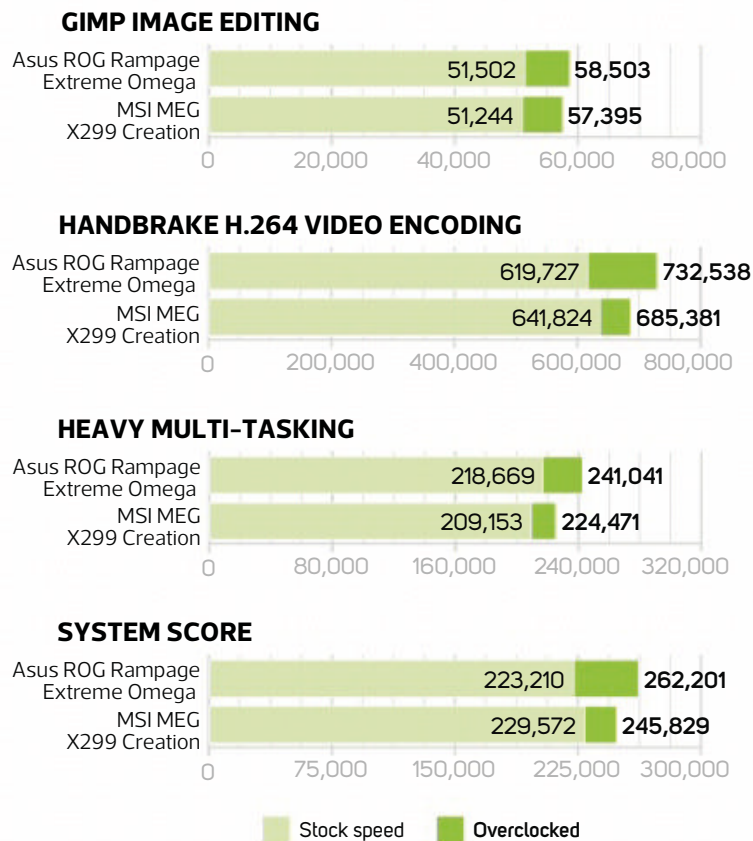 GIMP IMAGE EDITING
Asus ROG Rampage
Extreme Omega
51,502 58,503
MSI MEG
X299 Creation
51,244 57,395
0 20,000 40,000 60,000 80,000
HANDBRAKE H.264 VIDEO ENCODING
Asus ROG Rampage
Extreme Omega
619,727 732,538
MSI MEG
X299 Creation
641,824 685,381
0 200,000 400,000 600,000 800,000
HEAVY MULTI-TASKING
Asus ROG Rampage
Extreme Omega
218,669 241,041
MSI MEG
X299 Creation
209,153 224,471
0 80,000 160,000 240,000 320,000
SYSTEM SCORE
Asus ROG Rampage
Extreme Omega
223,210 262,201
MSI MEG
X299 Creation
229,572 245,829
0 75,000 150,000 225,000 300,000
Stock speed Overclocked